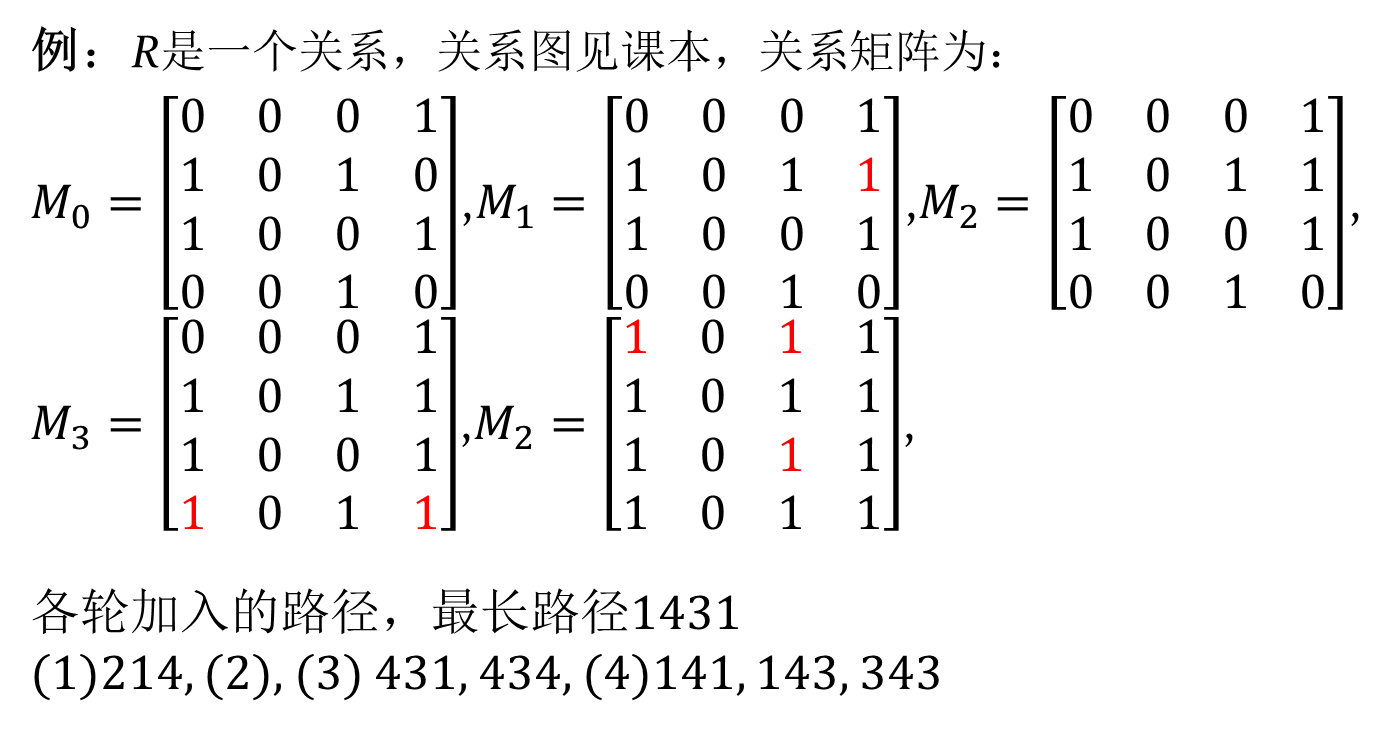 例：R是一个关系，关系图见课本，关系矩阵为：
0 0 0 1 0 0 0 1 0 0 0 1
1 0 1 0 1 0 1 1 1 0 1 1
M0 = ,M1 = ,M2 = ,
1 0 0 1 1 0 0 1 1 0 0 1
0 0 1 0 0 0 1 0 0 0 1 0
0 0 0 1 1 0 1 1
1 0 1 1 1 0 1 1
M3 = ,M2 = ,
1 0 0 1 1 0 1 1
1 0 1 1 1 0 1 1
各轮加入的路径，最长路径1431
(1)214, (2), (3) 431, 434, (4)141, 143, 343